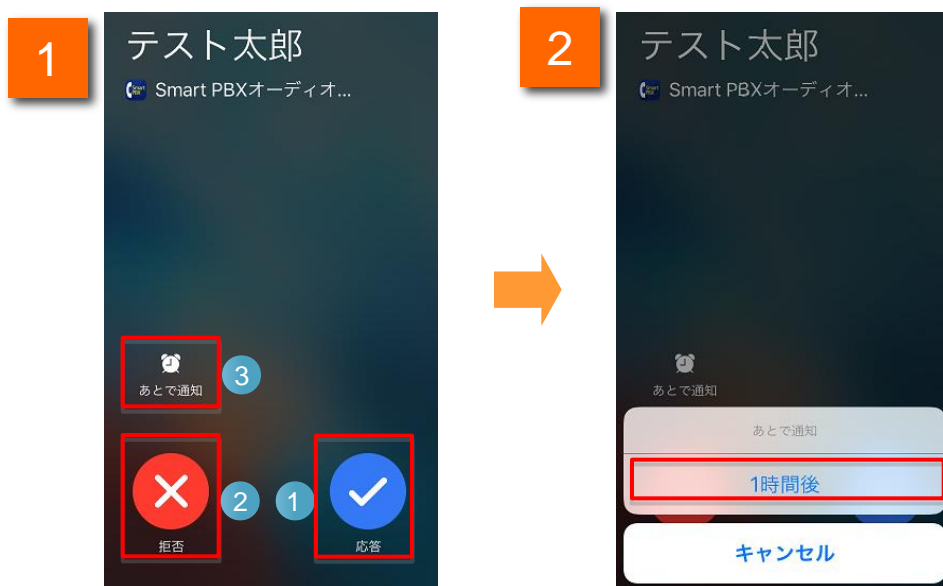 1
テスト太郎
Smart PBX
Smart PBXオーディオ...
あとで通知
3
拒否
2
1
応答
2
テスト太郎
Smart PBXオーディオ...
あとで通知
あとで通知
1時間後
キャンセル